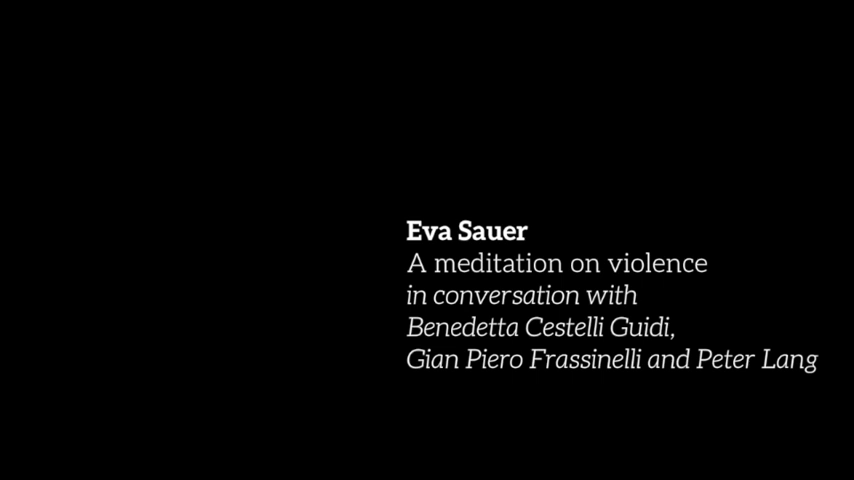 Eva Sauer
A meditation on violence
in conversation with
Benedetta Cestelli Guidi,
Gian Piero Frassinelli and Peter Lang